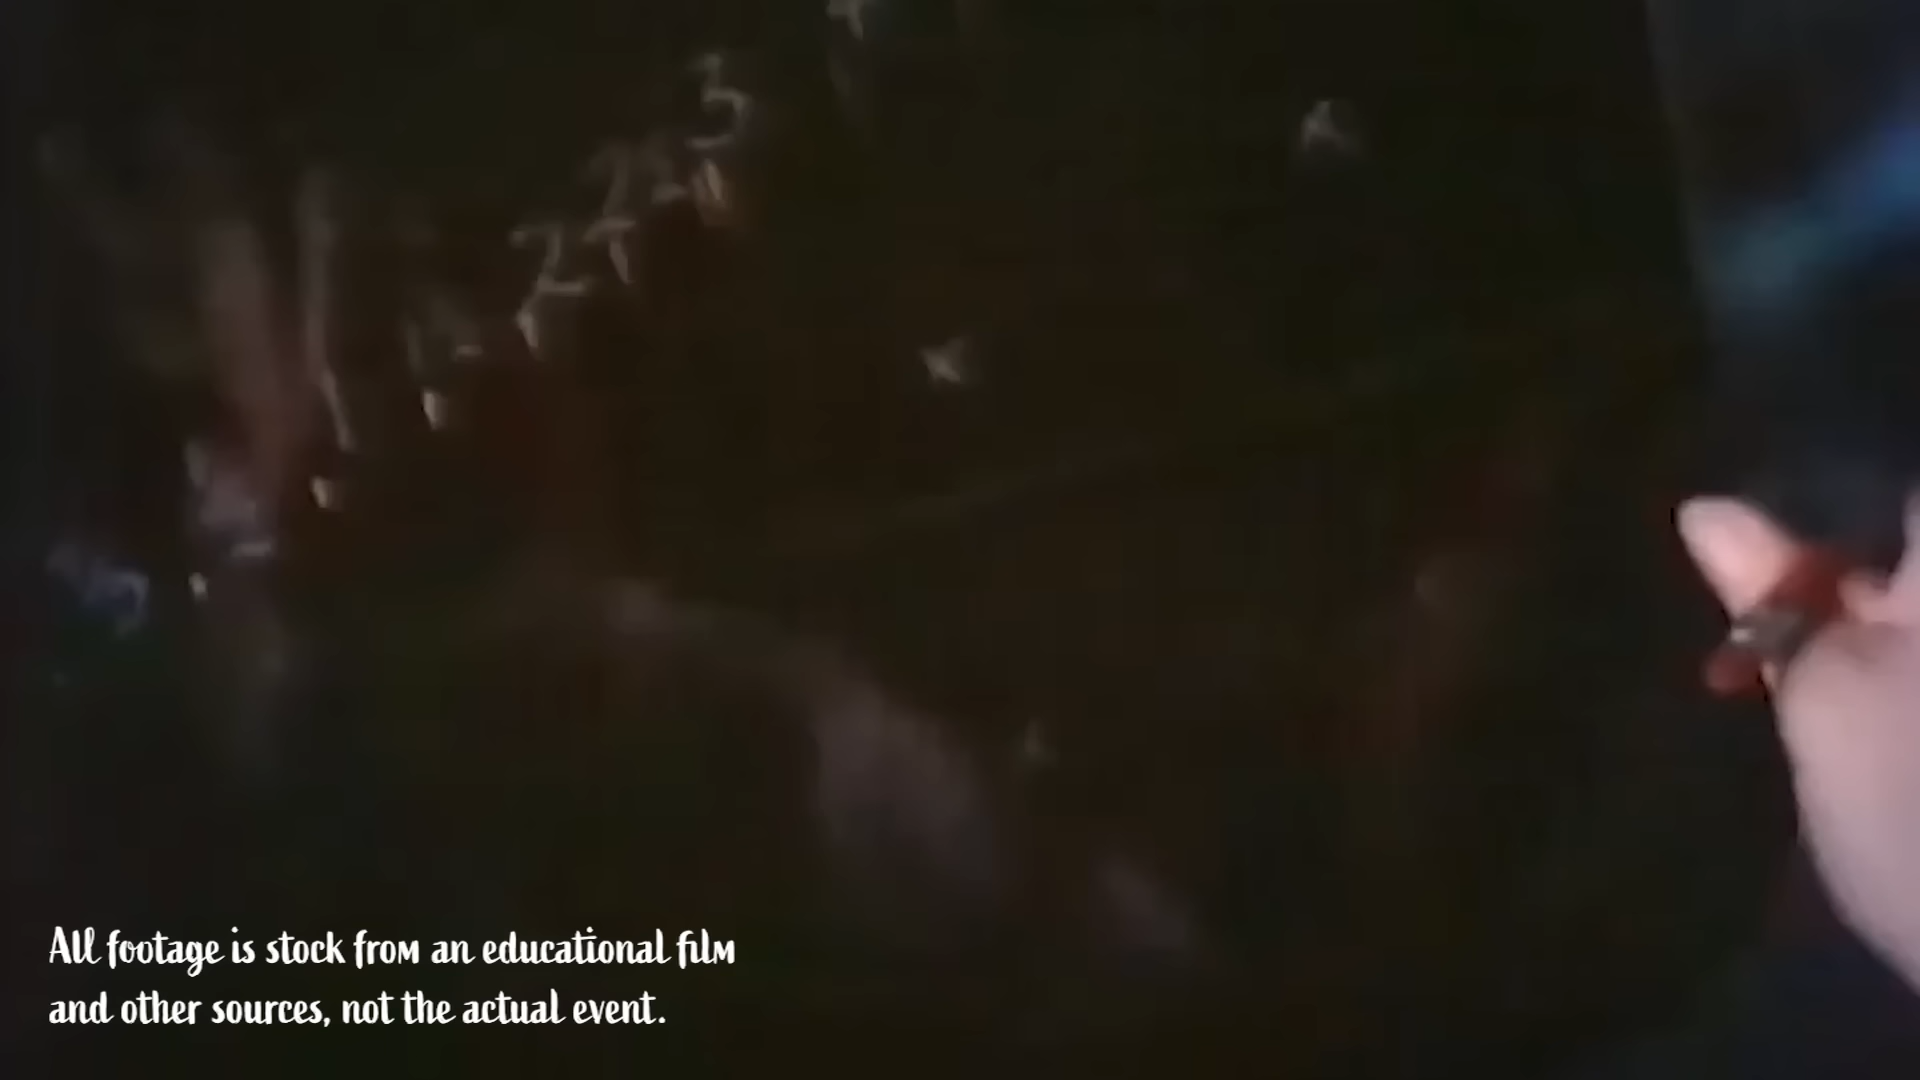 All footage is stock from an educational film
and other sources, not the actual event.